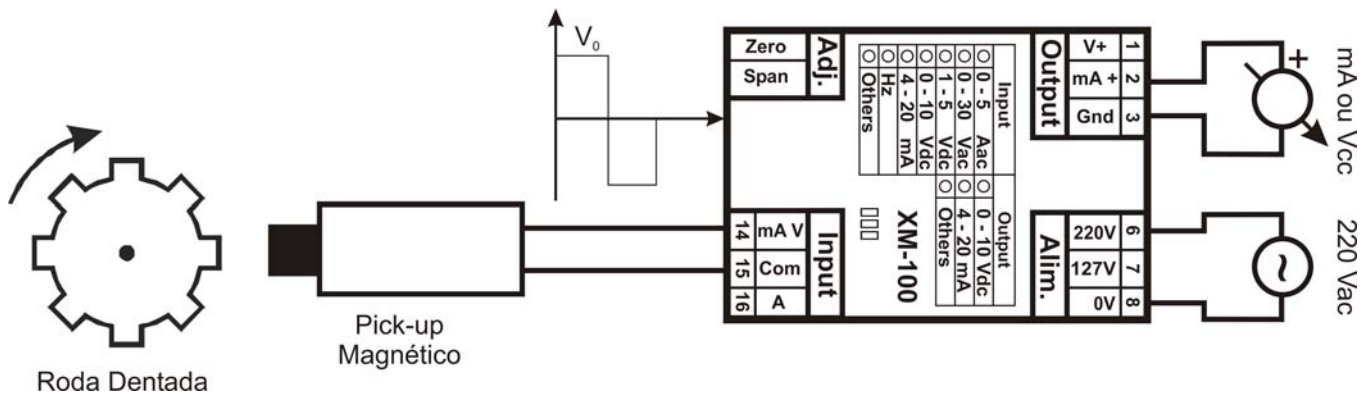 V₀
Zero
Span
Adj.
Input
0 - 5 Aac
0 - 30 Vac
1 - 5 Vdc
0 - 10 Vdc
4 - 20 mA
Hz
Others
Output
0 - 10 Vdc
4 - 20 mA
Others
XM-100
Output
V+ 1
mA + 2
Gnd 3
+
mA ou Vcc
14 mA V
15 Com
16 A
Input
Alim.
220V 6
127V 7
0V 8
~
220 Vac
Pick-up
Magnético
Roda Dentada